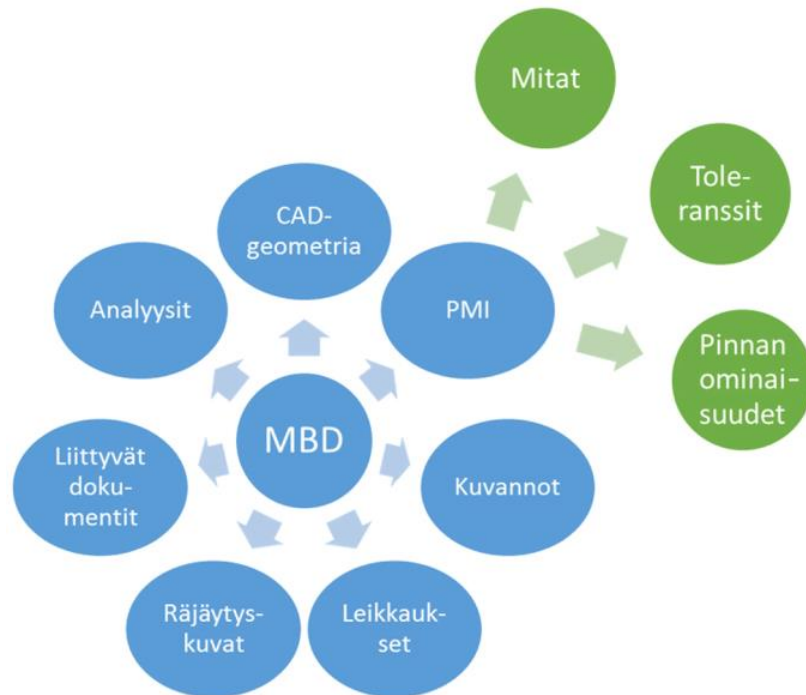 Mitat
Tole-
ranssit
Pinnan
ominai-
suudet
CAD-
geometria
PMI
Analyysit
MBD
Liittyvät
doku-
mentit
Kuvannot
Räjäytys-
kuvat
Leikkauk-
set